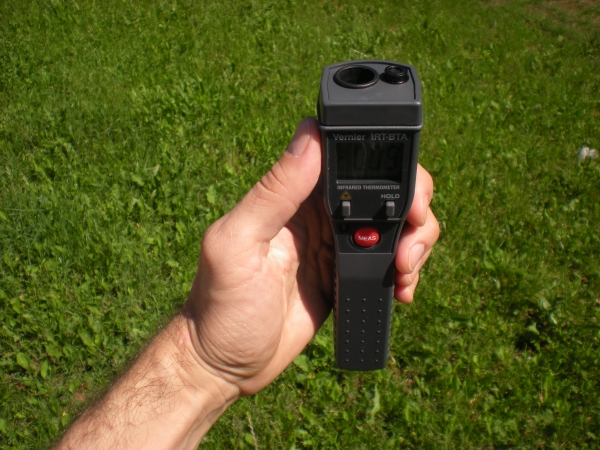 Vernier IRT-BTA
INFRARED THERMOMETER
HOLD
MEAS